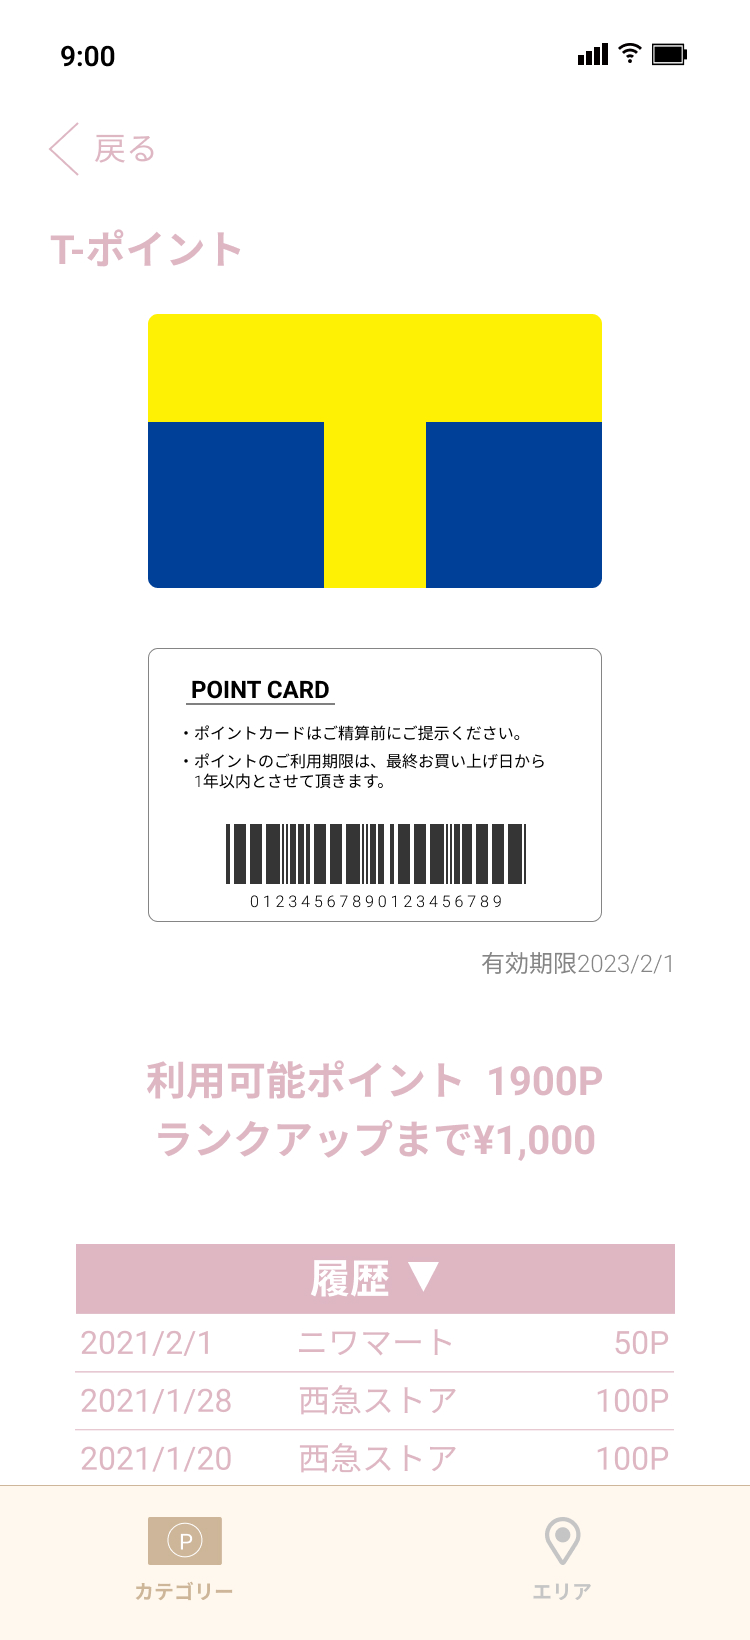 9:00
戻る
T-ポイント
POINT CARD
・ポイントカードはご精算前にご提示ください。
・ポイントのご利用期限は、最終お買い上げ日から
1年以内とさせて頂きます。
01234567890123456789
有効期限2023/2/1
利用可能ポイント 1900P
ランクアップまで¥1,000
履歴 ▼
2021/2/1 ニワマート 50P
2021/1/28 西急ストア 100P
2021/1/20 西急ストア 100P
P
カテゴリー
エリア